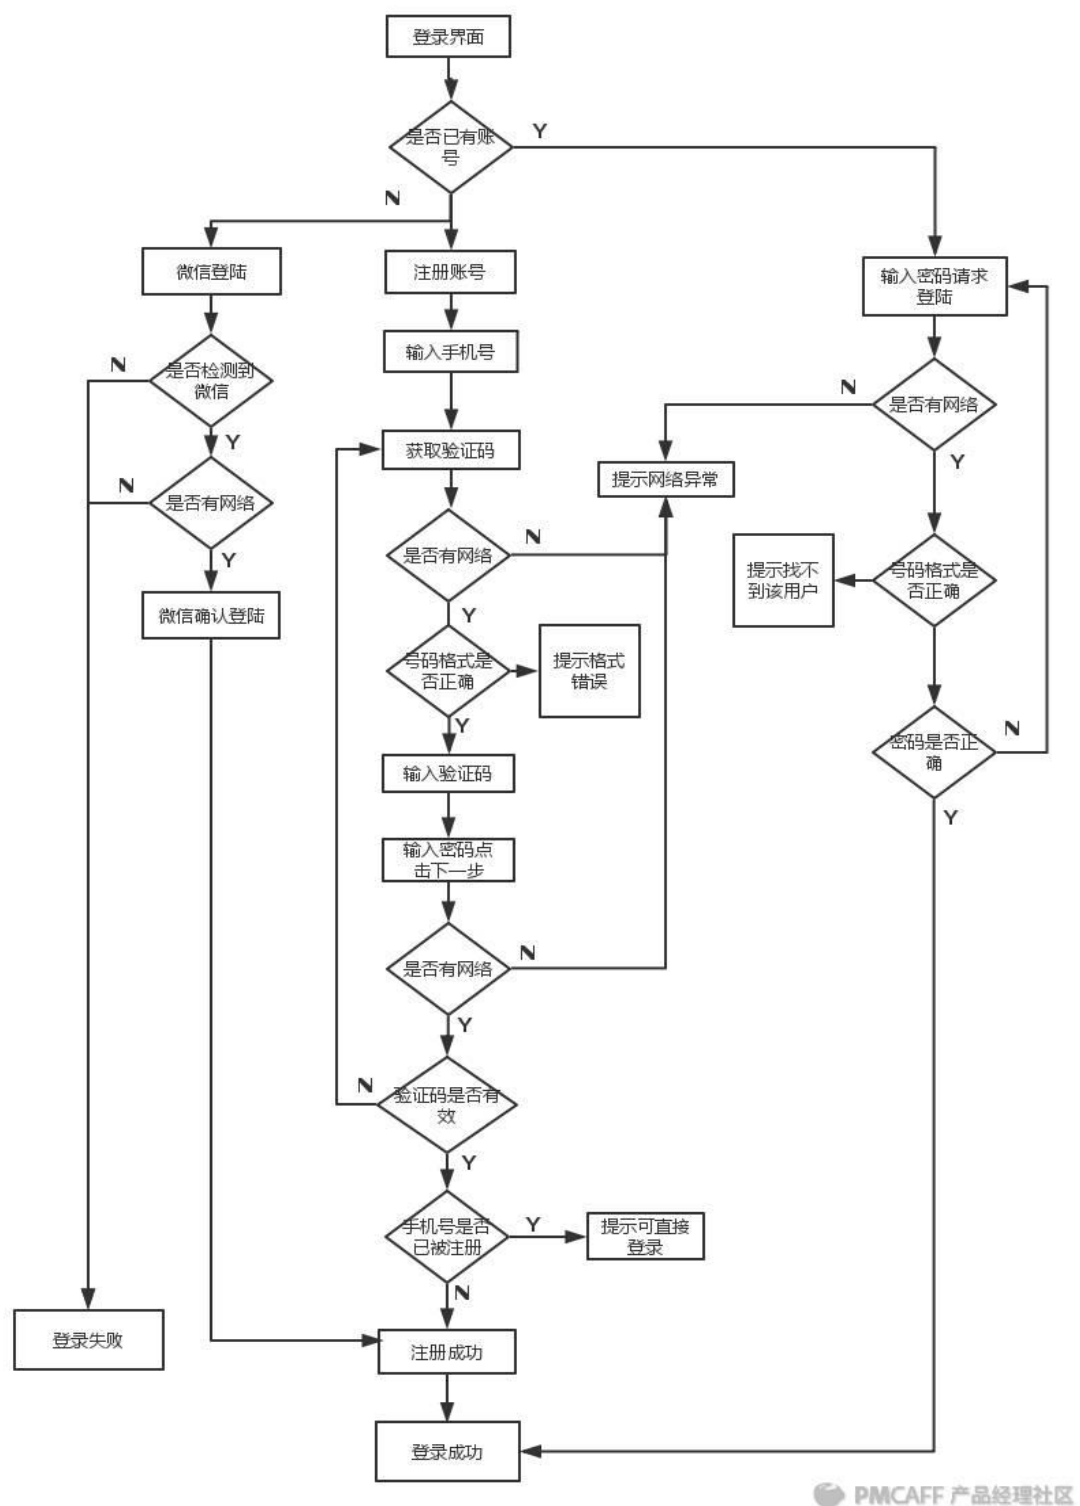 登录界面
是否已有账
号
Y
N
微信登陆
注册账号
输入密码请求
登陆
输入手机号
是否检测到
微信
N
Y
是否有网络
N
Y
获取验证码
提示网络异常
是否有网络
N
Y
是否有网络
N
Y
提示找不
到该用户
号码格式是
否正确
微信确认登陆
号码格式是
否正确
Y
提示格式
错误
密码是否正
确
N
Y
输入验证码
输入密码点
击下一步
是否有网络
N
Y
验证码是否有
效
N
Y
手机号是否
已被注册
Y
N
提示可直接
登录
登录失败
注册成功
登录成功
PMCAFF 产品经理社区